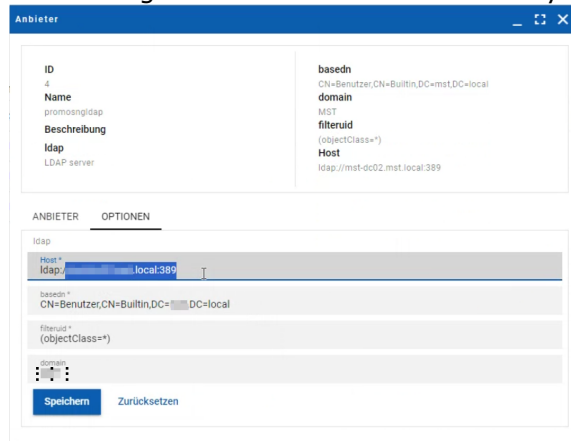 Anbieter
ID
4
Name
promosngldap
Beschreibung
ldap
LDAP server
basedn
CN=Benutzer,CN=Builtin,DC=mst,DC=local
domain
MST
filteruid
(objectClass=*)
Host
ldap://mst-dc02.mst.local:389
ANBIETER OPTIONEN
ldap
Host *
ldap:/ .local:389
basedn *
CN=Benutzer,CN=Builtin,DC= ,DC=local
filteruid *
(objectClass=*)
domain
Speichern Zurücksetzen